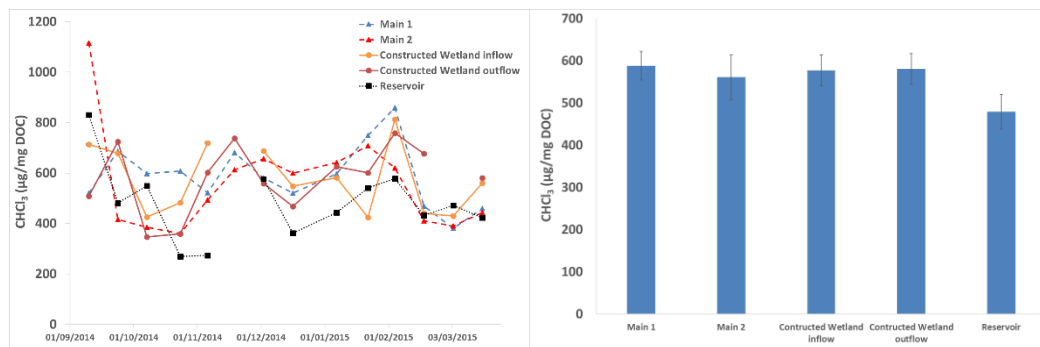 CHCl3 (µg/mg DOC)
1200
1000
800
600
400
200
0
01/09/2014 01/10/2014 01/11/2014 01/12/2014 01/01/2015 01/02/2015 03/03/2015
Main 1
Main 2
Constructed Wetland inflow
Constructed Wetland outflow
Reservoir
CHCl3 (µg/mg DOC)
700
600
500
400
300
200
100
0
Main 1 Main 2 Contructed Wetland Contructed Wetland Reservoir
inflow outflow